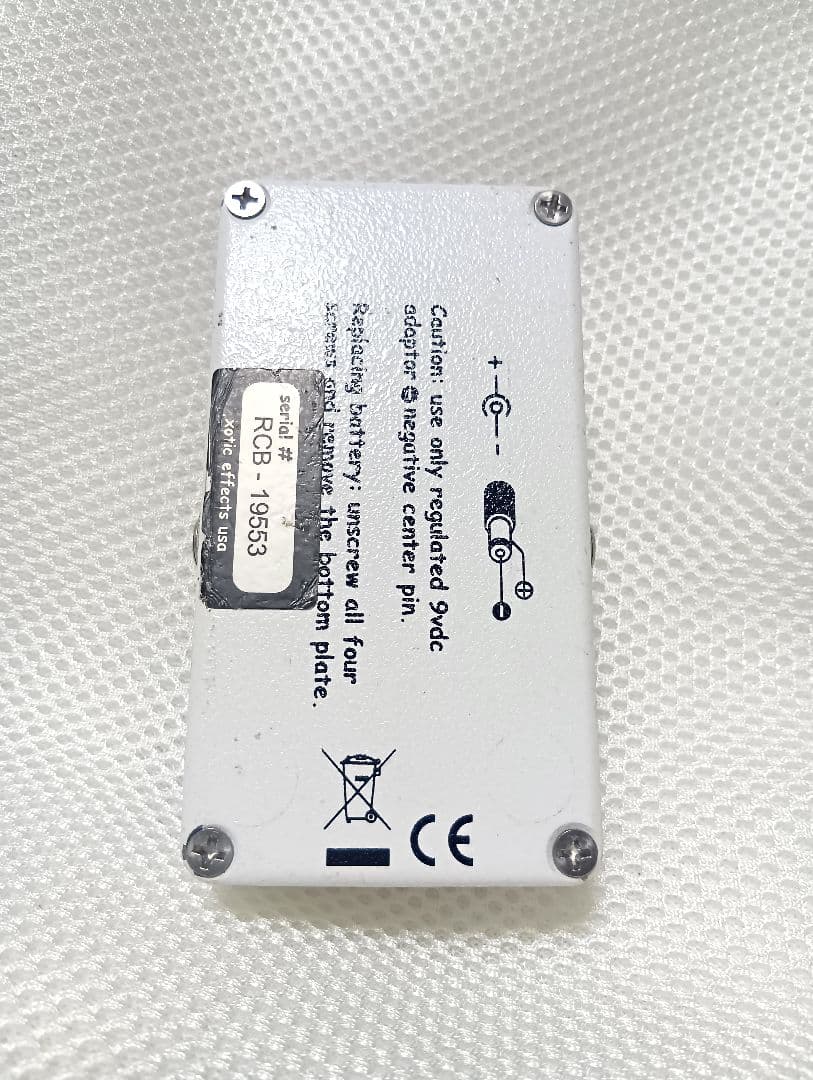 + -
Caution: use only regulated 9vdc
adaptor negative center pin.
Replacing battery: unscrew all four
screws and remove the bottom plate.
serial #
RCB - 19553
xotic effects usa
CE